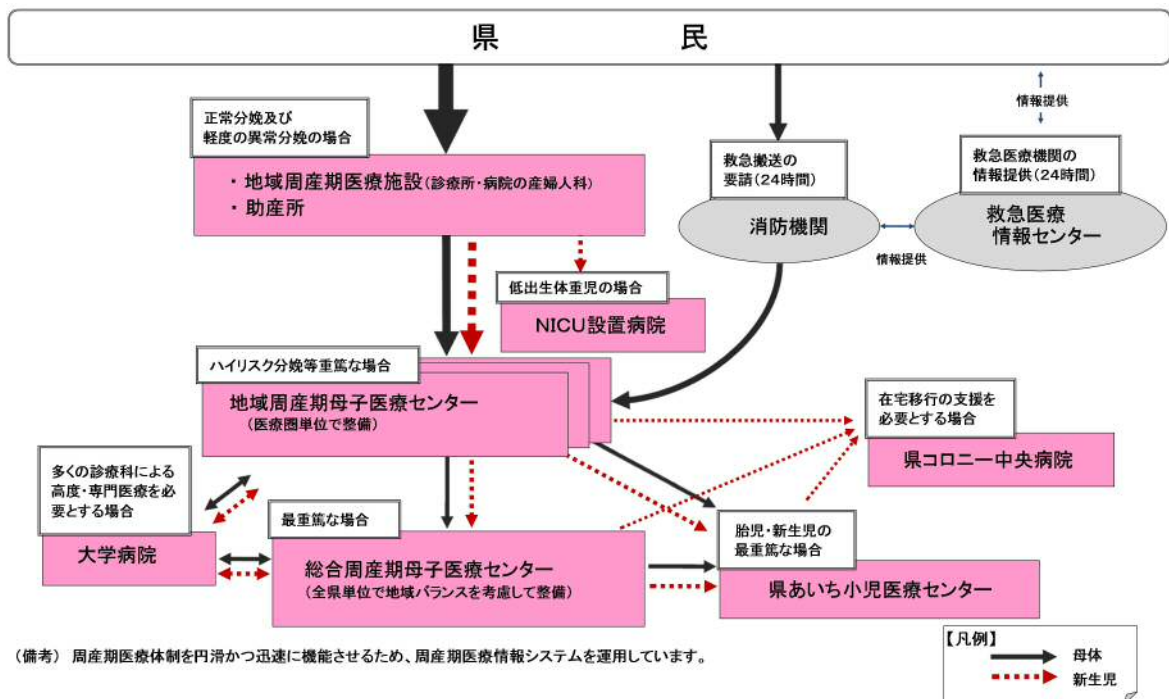 県 民
情報提供
正常分娩及び
軽度の異常分娩の場合
・地域周産期医療施設(診療所・病院の産婦人科)
・助産所
救急搬送の
要請(24時間)
消防機関
救急医療機関の
情報提供(24時間)
救急医療
情報センター
情報提供
低出生体重児の場合
NICU設置病院
ハイリスク分娩等重篤な場合
地域周産期母子医療センター
(医療圏単位で整備)
在宅移行の支援を
必要とする場合
県コロニー中央病院
多くの診療科による
高度・専門医療を必
要とする場合
大学病院
最重篤な場合
総合周産期母子医療センター
(全県単位で地域バランスを考慮して整備)
胎児・新生児の
最重篤な場合
県あいち小児医療センター
(備考) 周産期医療体制を円滑かつ迅速に機能させるため、周産期医療情報システムを運用しています。
【凡例】
母体
新生児